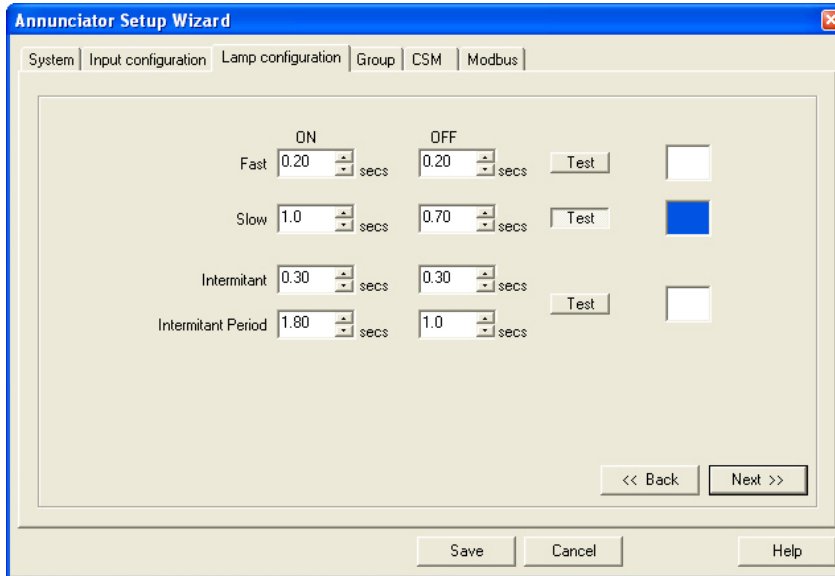 Annunciator Setup Wizard
System Input configuration Lamp configuration Group CSM Modbus
ON OFF
Fast 0.20 secs 0.20 secs Test
Slow 1.0 secs 0.70 secs Test
Intermitant 0.30 secs 0.30 secs
Test
Intermitant Period 1.80 secs 1.0 secs
<< Back Next >>
Save Cancel Help